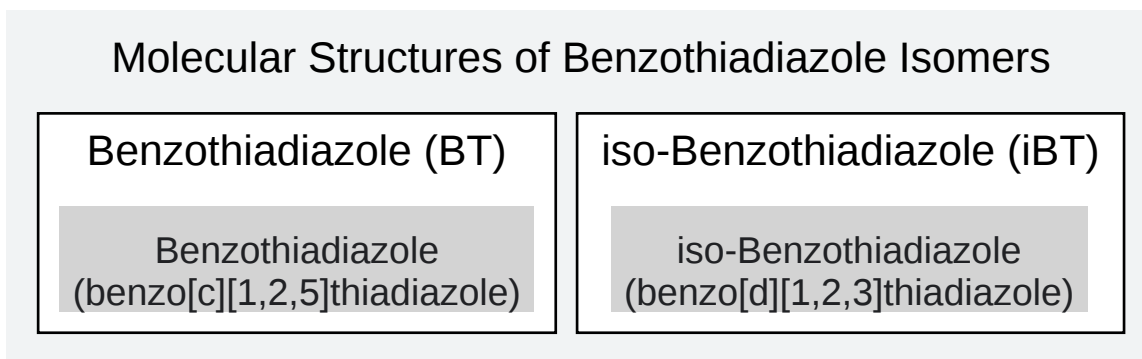 Molecular Structures of Benzothiadiazole Isomers
Benzothiadiazole (BT)
Benzothiadiazole
(benzo[c][1,2,5]thiadiazole)
iso-Benzothiadiazole (iBT)
iso-Benzothiadiazole
(benzo[d][1,2,3]thiadiazole)